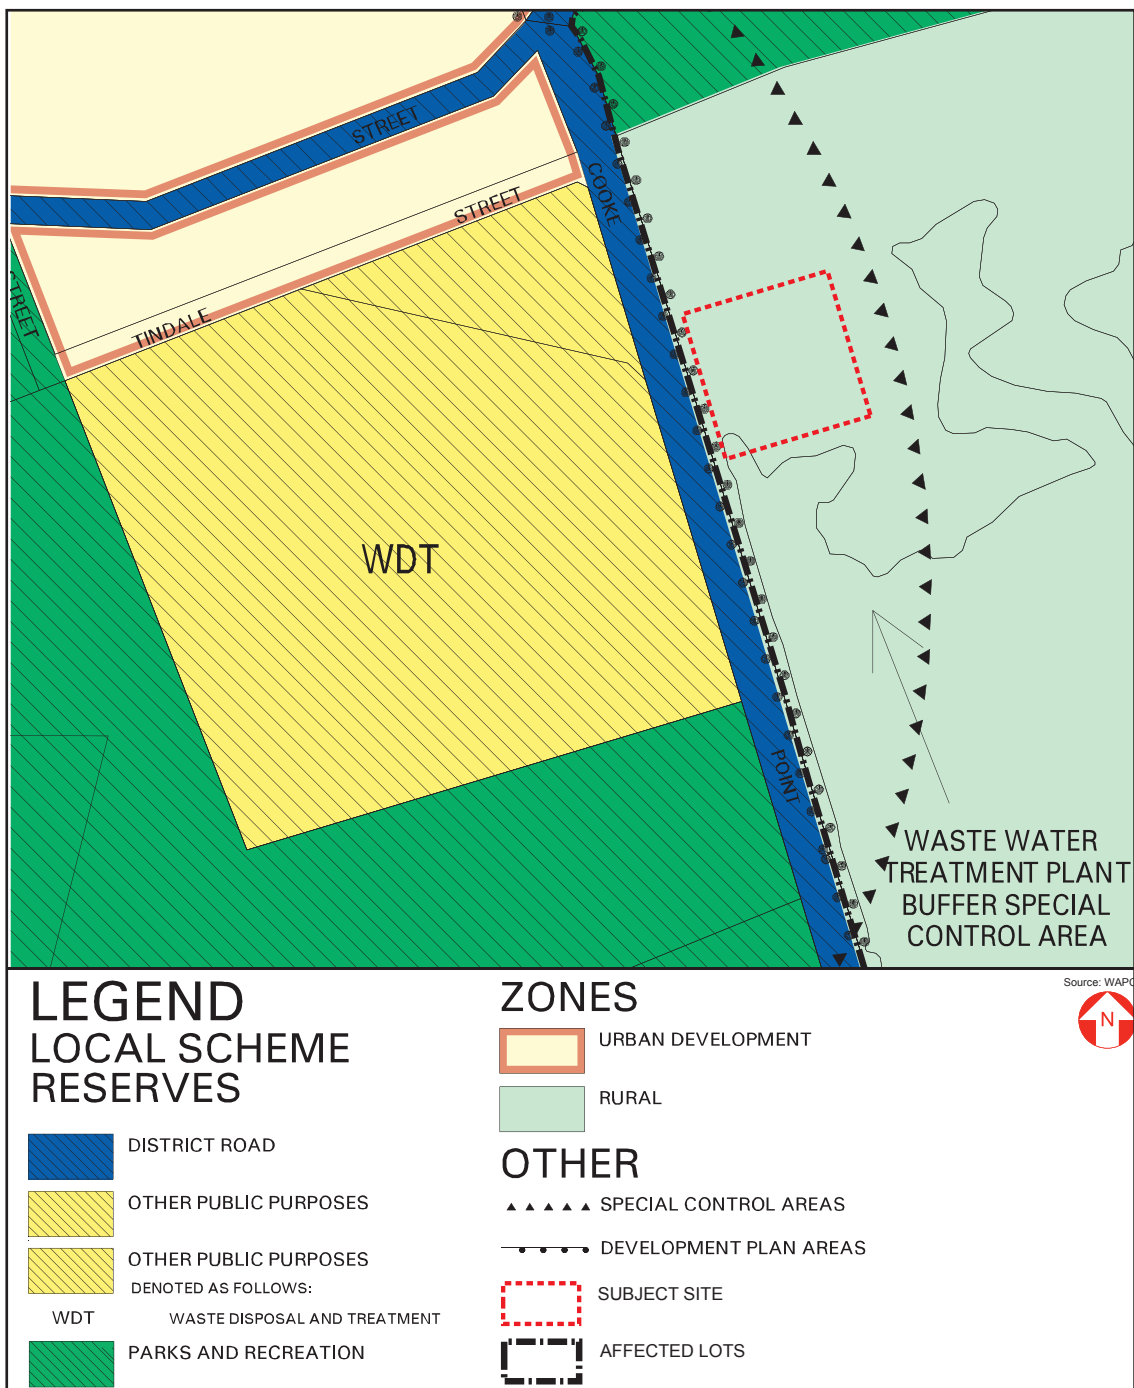 STREET
COOKE
STREET
STREET
TINDALE
WDT
POINT
WASTE WATER
TREATMENT PLANT
BUFFER SPECIAL
CONTROL AREA
LEGEND
LOCAL SCHEME
RESERVES
DISTRICT ROAD
OTHER PUBLIC PURPOSES
OTHER PUBLIC PURPOSES
DENOTED AS FOLLOWS:
WDT WASTE DISPOSAL AND TREATMENT
PARKS AND RECREATION
ZONES
URBAN DEVELOPMENT
RURAL
OTHER
SPECIAL CONTROL AREAS
DEVELOPMENT PLAN AREAS
SUBJECT SITE
AFFECTED LOTS
Source: WAPC
N